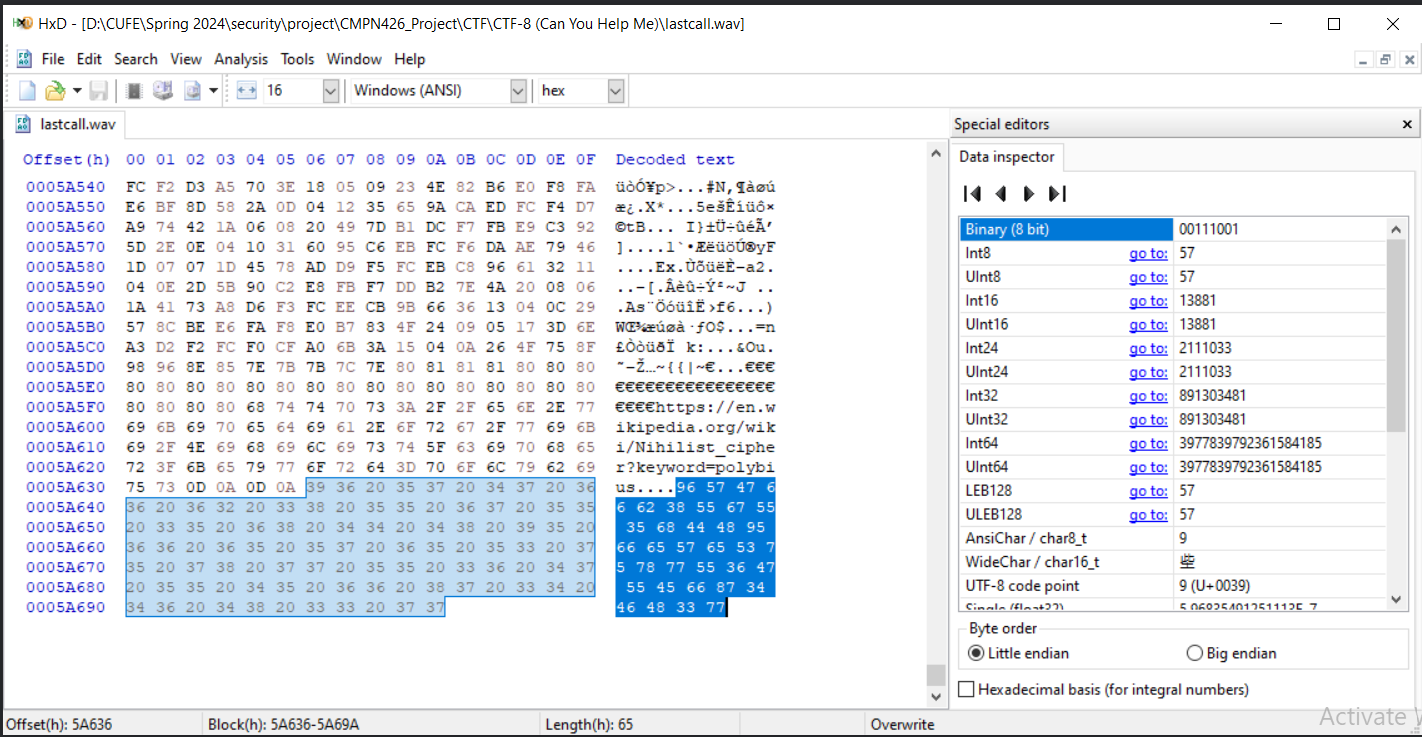 HxD - [D:\CUFE\Spring 2024\security\project\CMPN426_Project\CTF\CTF-8 (Can You Help Me)\lastcall.wav]
File Edit Search View Analysis Tools Window Help
16 Windows (ANSI) hex
lastcall.wav
Special editors
Data inspector
Offset(h) 00 01 02 03 04 05 06 07 08 09 0A 0B 0C 0D 0E 0F Decoded text
0005A540 FC F2 D3 A5 70 3E 18 05 09 23 4E 82 B6 E0 F8 FA üòÓ¥p>...#N‚¶àøú
0005A550 E6 BF 8D 58 2A 0D 04 12 35 65 9A CA ED FC F4 D7 æ¿.X*...5ešÊíüô×
0005A560 A9 74 42 1A 06 08 20 49 7D B1 DC F7 FB E9 C3 92 ©tB... I}±Ü÷ûéÃ’
0005A570 5D 2E 0E 04 10 31 60 95 C6 EB FC F6 DA AE 79 46 ]....1`•ÆëüöÚ®yF
0005A580 1D 07 07 1D 45 78 AD D9 F5 FC EB C8 96 61 32 11 ....Ex.ÙõüëÈ–a2.
0005A590 04 0E 2D 5B 90 C2 E8 FB F7 DD B2 7E 4A 20 08 06 ..-[.Âèû÷Ý²~J ..
0005A5A0 1A 41 73 A8 D6 F3 FC EE CB 9B 66 36 13 04 0C 29 .As¨ÖóüîË›f6...)
0005A5B0 57 8C BE E6 FA F8 E0 B7 83 4F 24 09 05 17 3D 6E WŒ¾æúøà·ƒO$...=n
0005A5C0 A3 D2 F2 FC F0 CF A0 6B 3A 15 04 0A 26 4F 75 8F £ÒòüðÏ k:...&Ou.
0005A5D0 98 96 8E 85 7E 7B 7B 7C 7E 80 81 81 81 80 80 80 ˜–Ž…~{{|~€...€€€
0005A5E0 80 80 80 80 80 80 80 80 80 80 80 80 80 80 80 80 €€€€€€€€€€€€€€€€
0005A5F0 80 80 80 80 68 74 74 70 73 3A 2F 2F 65 6E 2E 77 €€€€https://en.w
0005A600 69 6B 69 70 65 64 69 61 2E 6F 72 67 2F 77 69 6B ikipedia.org/wik
0005A610 69 2F 4E 69 68 69 6C 69 73 74 5F 63 69 70 68 65 i/Nihilist_ciphe
0005A620 72 3F 6B 65 79 77 6F 72 64 3D 70 6F 6C 79 62 69 r?keyword=polybi
0005A630 75 73 0D 0A 0D 0A 39 36 20 35 37 20 34 37 20 36 us....96 57 47 6
0005A640 36 20 36 32 20 33 38 20 35 35 20 36 37 20 35 35 6 62 38 55 67 55
0005A650 20 33 35 20 36 38 20 34 34 20 34 38 20 39 35 20 35 68 44 48 95
0005A660 36 36 20 36 35 20 35 37 20 36 35 20 35 33 20 37 66 65 57 65 53 7
0005A670 35 20 37 38 20 37 37 20 35 35 20 33 36 20 34 37 5 78 77 55 36 47
0005A680 20 35 35 20 34 35 20 36 36 20 38 37 20 33 34 20 55 45 66 87 34
0005A690 34 36 20 34 38 20 33 33 20 37 37 46 48 33 77
Binary (8 bit) 00111001
Int8 go to: 57
UInt8 go to: 57
Int16 go to: 13881
UInt16 go to: 13881
Int24 go to: 2111033
UInt24 go to: 2111033
Int32 go to: 891303481
UInt32 go to: 891303481
Int64 go to: 3977839792361584185
UInt64 go to: 3977839792361584185
LEB128 go to: 57
ULEB128 go to: 57
AnsiChar / char8_t 9
WideChar / char16_t 㘹
UTF-8 code point 9 (U+0039)
Single (float32) 5.96835491251113E-7
Byte order
Little endian Big endian
Hexadecimal basis (for integral numbers)
Activate
Offset(h): 5A636 Block(h): 5A636-5A69A Length(h): 65 Overwrite